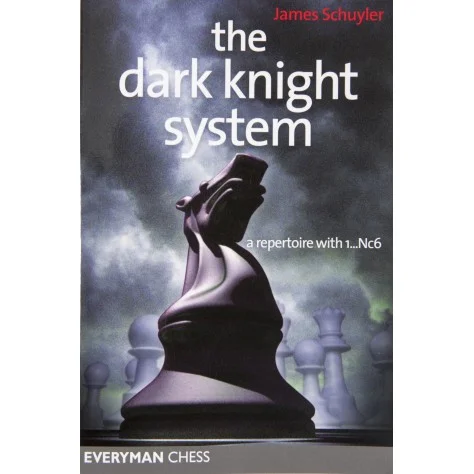 James Schuyler
the
dark knight
system
a repertoire with 1...Nc6
EVERYMAN CHESS